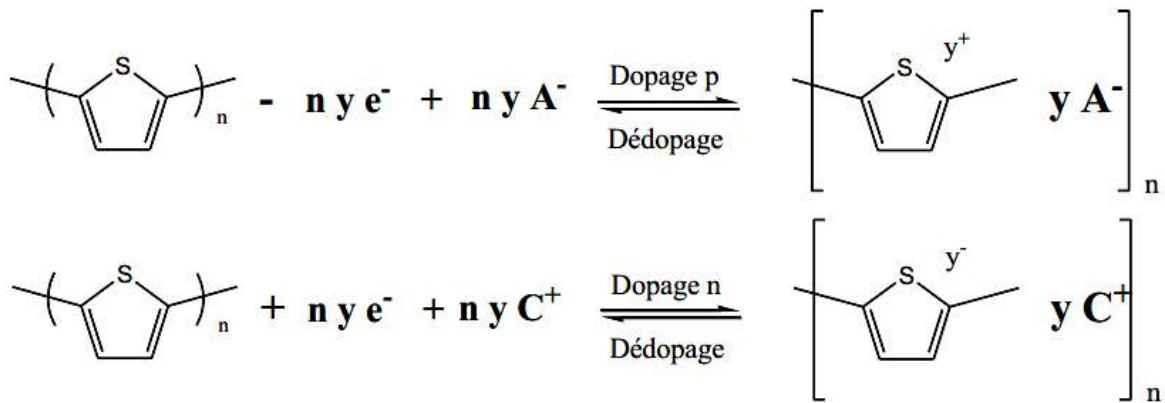 ( S )n - n y e- + n y A- Dopage p Dédopage [ S y+ y A- ]n
( S )n + n y e- + n y C+ Dopage n Dédopage [ S y- y C+ ]n